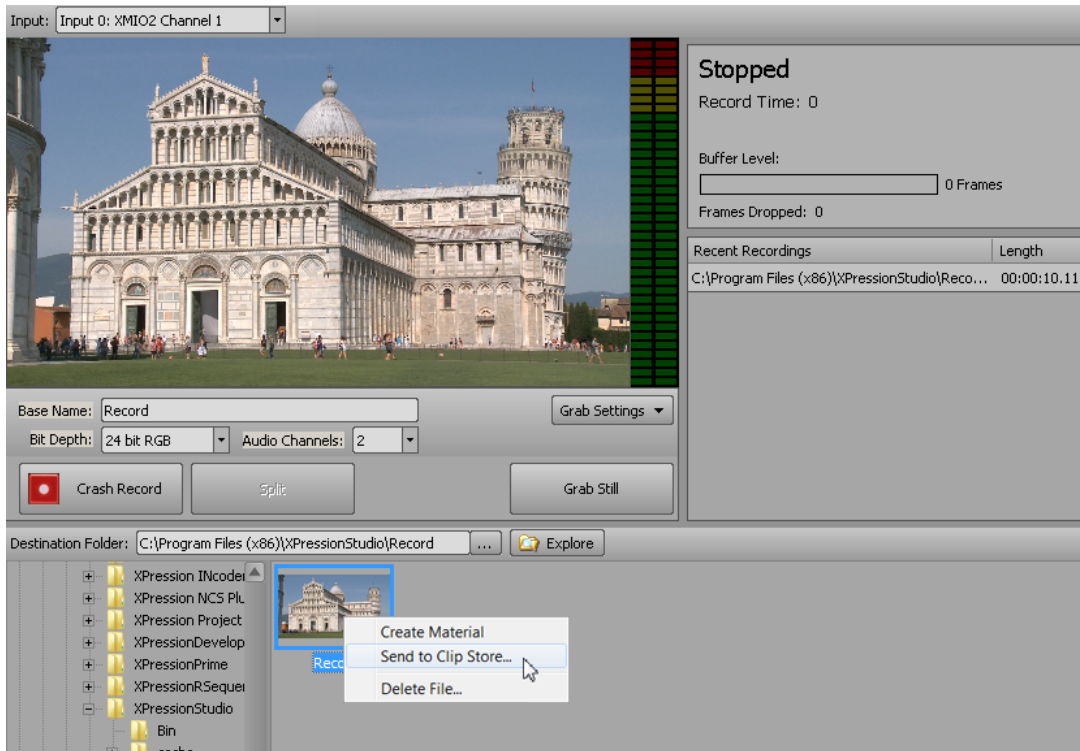 Input: Input 0: XMIO2 Channel 1
Stopped
Record Time: 0
Buffer Level:
0 Frames
Frames Dropped: 0
Recent Recordings Length
C:\Program Files (x86)\XPressionStudio\Reco... 00:00:10.11
Base Name: Record
Grab Settings
Bit Depth: 24 bit RGB Audio Channels: 2
Crash Record Split Grab Still
Destination Folder: C:\Program Files (x86)\XPressionStudio\Record ... Explore
XPression INcoder
XPression NCS Plu
XPression Project
XPressionDevelop
XPressionPrime
XPressionRSequen
XPressionStudio
Bin
cache
Reco
Create Material
Send to Clip Store...
Delete File...